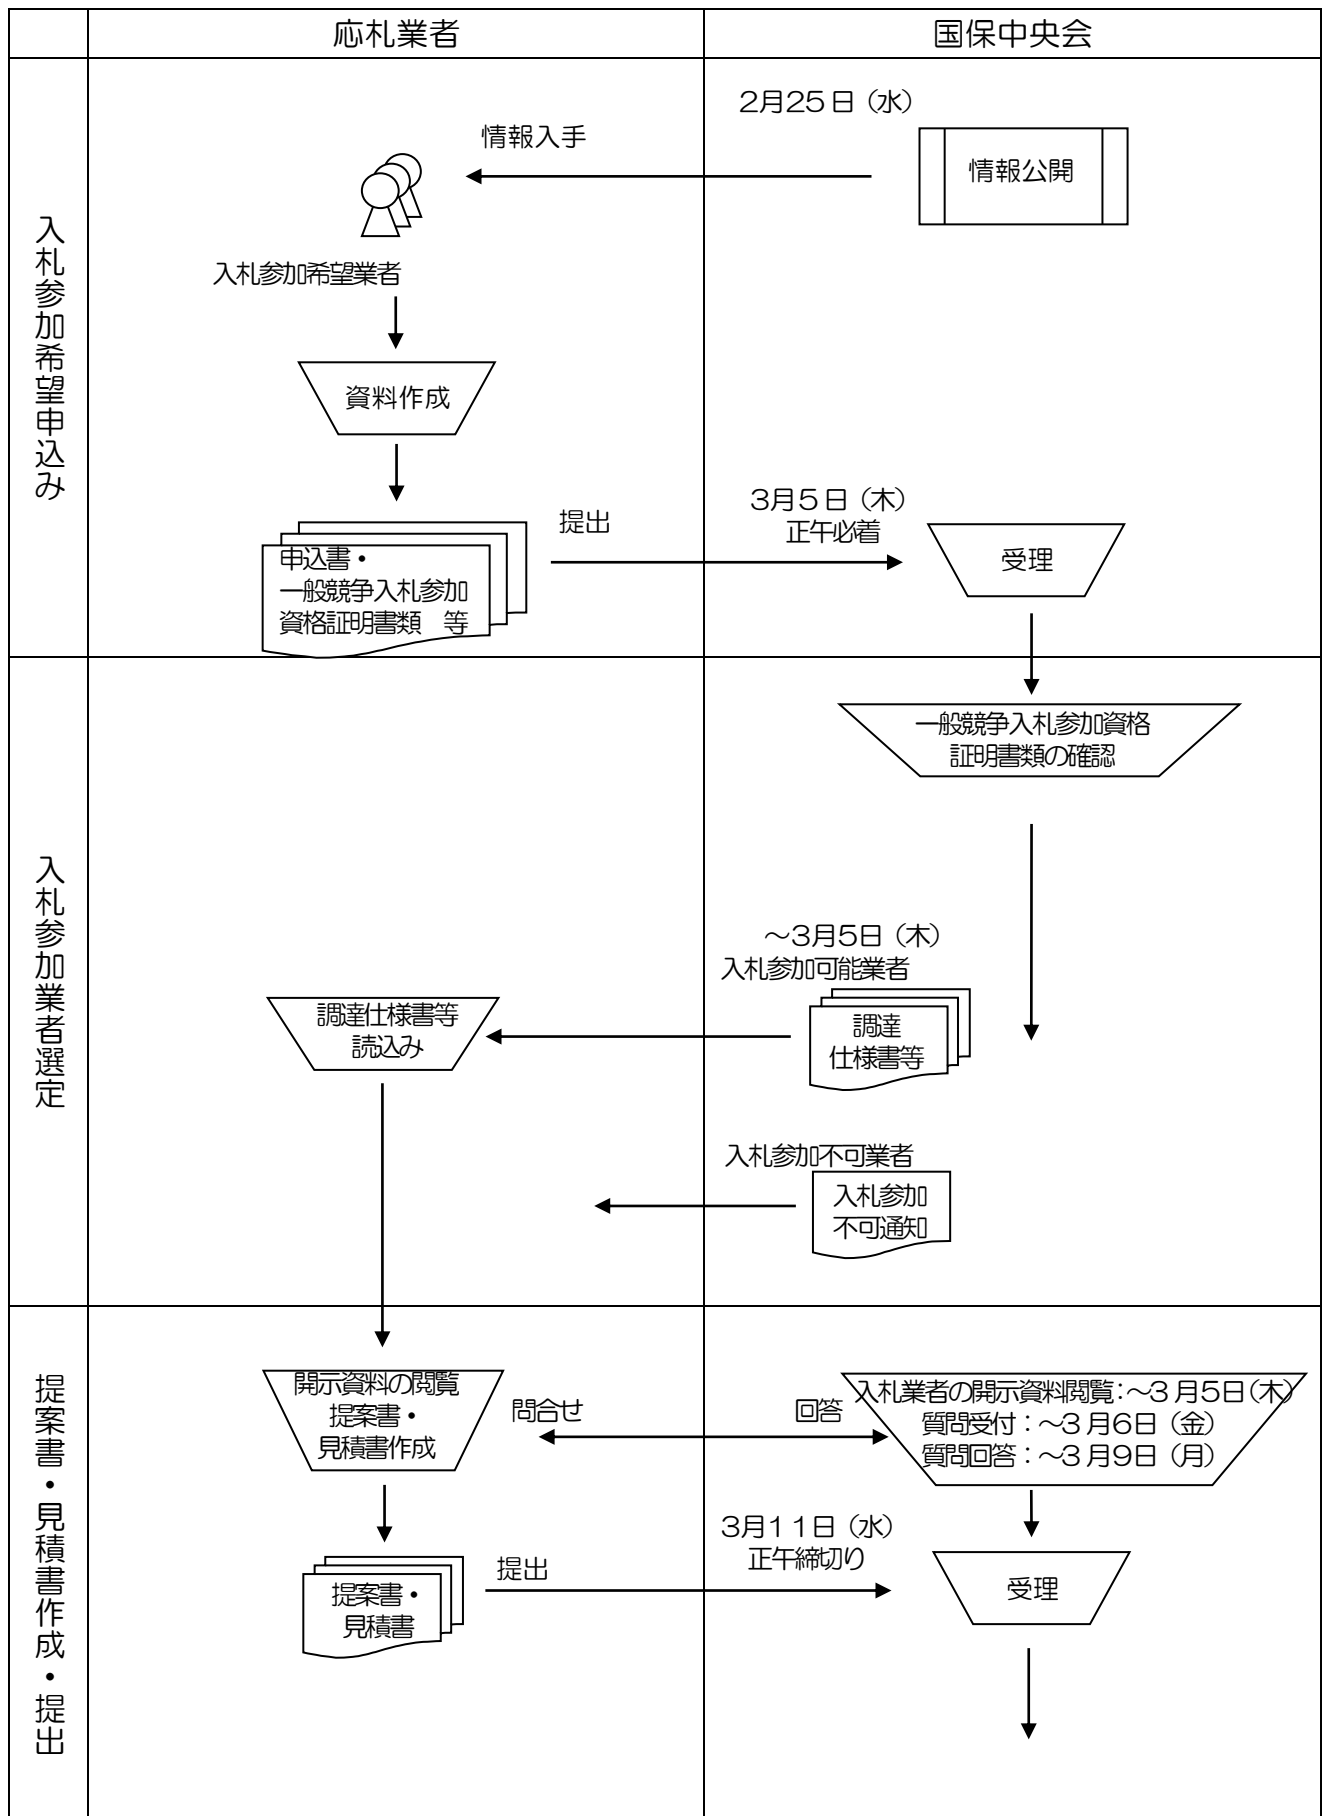 応札業者
国保中央会
入札参加希望申込み
2月25日（水）
情報入手
情報公開
入札参加希望業者
資料作成
3月5日（木）
正午必着
提出
受理
申込書・
一般競争入札参加
資格証明書類　等
入札参加業者選定
一般競争入札参加資格
証明書類の確認
～3月5日（木）
入札参加可能業者
調達仕様書等
読込み
調達
仕様書等
入札参加不可業者
入札参加
不可通知
提案書・見積書作成・提出
開示資料の閲覧
提案書・
見積書作成
問合せ
回答
入札業者の開示資料閲覧：～3月5日（木）
質問受付：～3月6日（金）
質問回答：～3月9日（月）
3月１１日（水）
正午締切り
提出
受理
提案書・
見積書